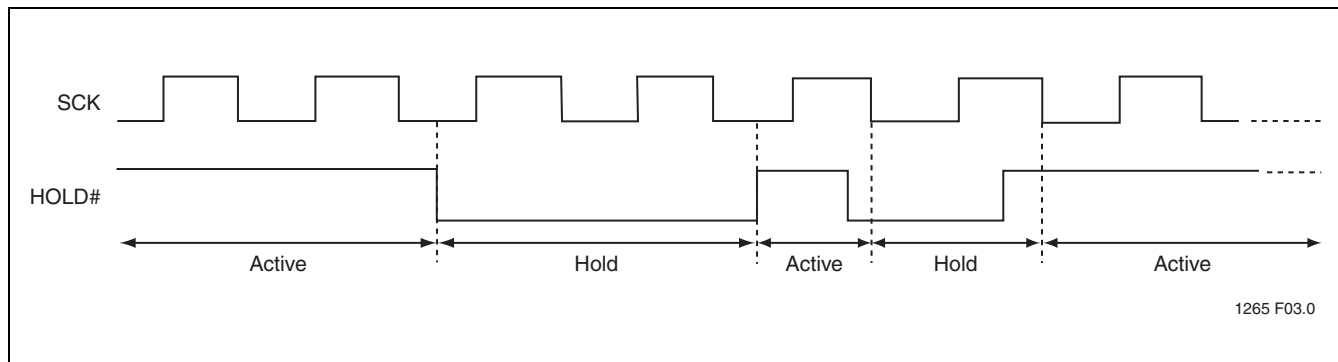 SCK
HOLD#
Active
Hold
Active
Hold
Active
1265 F03.0